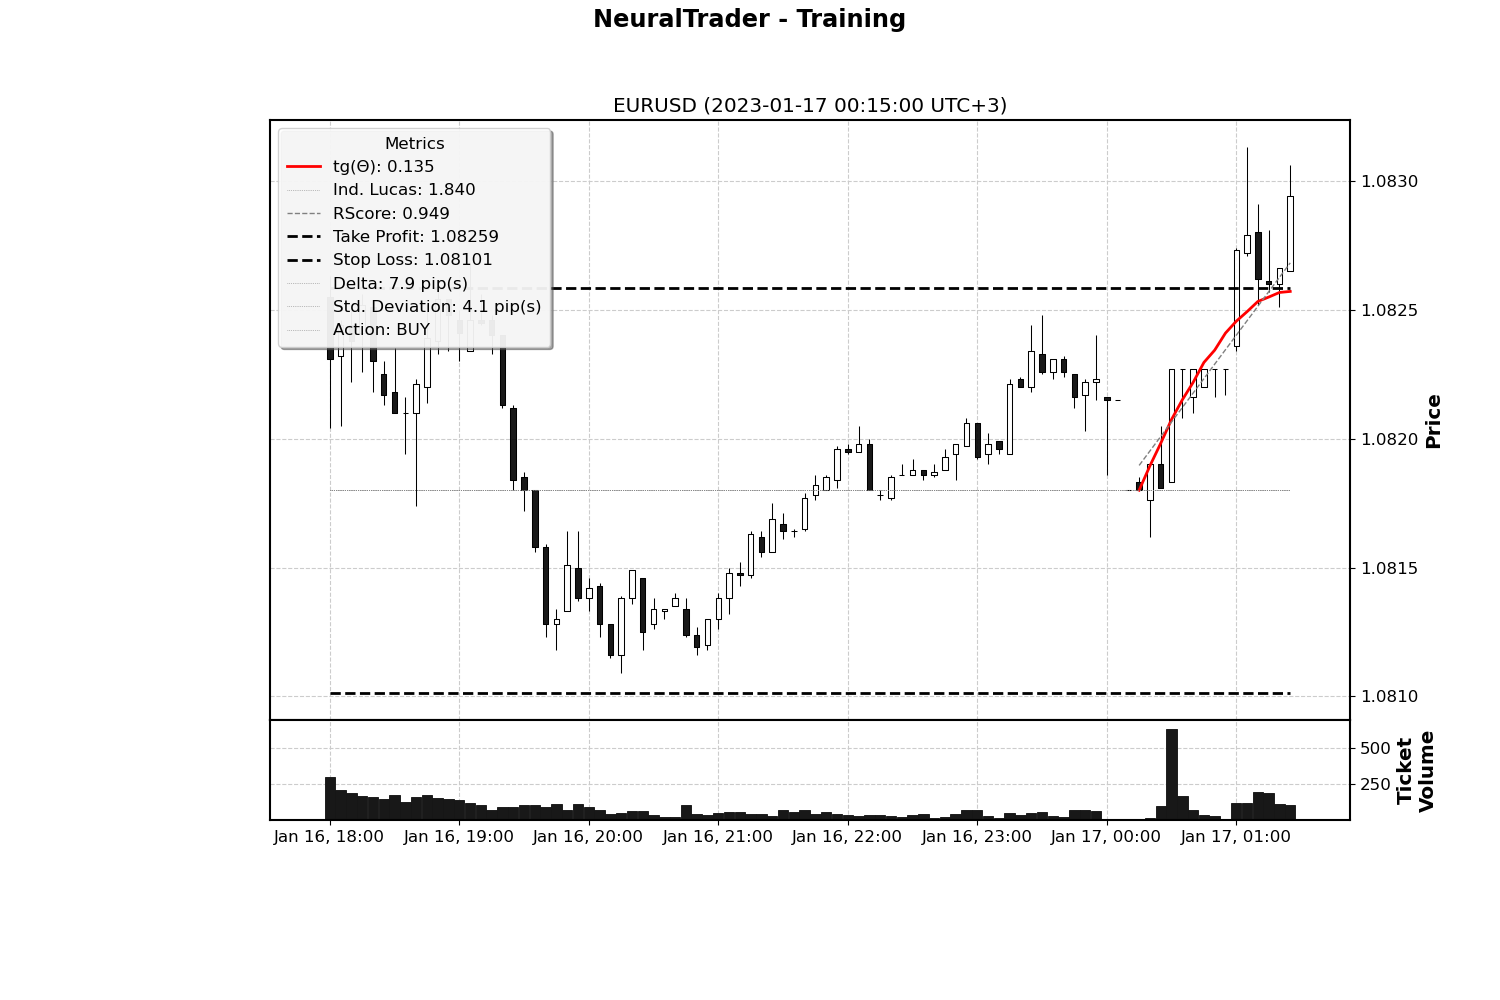 NeuralTrader - Training
EURUSD (2023-01-17 00:15:00 UTC+3)
Metrics
tg(Θ): 0.135
Ind. Lucas: 1.840
RScore: 0.949
Take Profit: 1.08259
Stop Loss: 1.08101
Delta: 7.9 pip(s)
Std. Deviation: 4.1 pip(s)
Action: BUY
1.0830
1.0825
1.0820
1.0815
1.0810
Price
500
250
Ticket
Volume
Jan 16, 18:00
Jan 16, 19:00
Jan 16, 20:00
Jan 16, 21:00
Jan 16, 22:00
Jan 16, 23:00
Jan 17, 00:00
Jan 17, 01:00